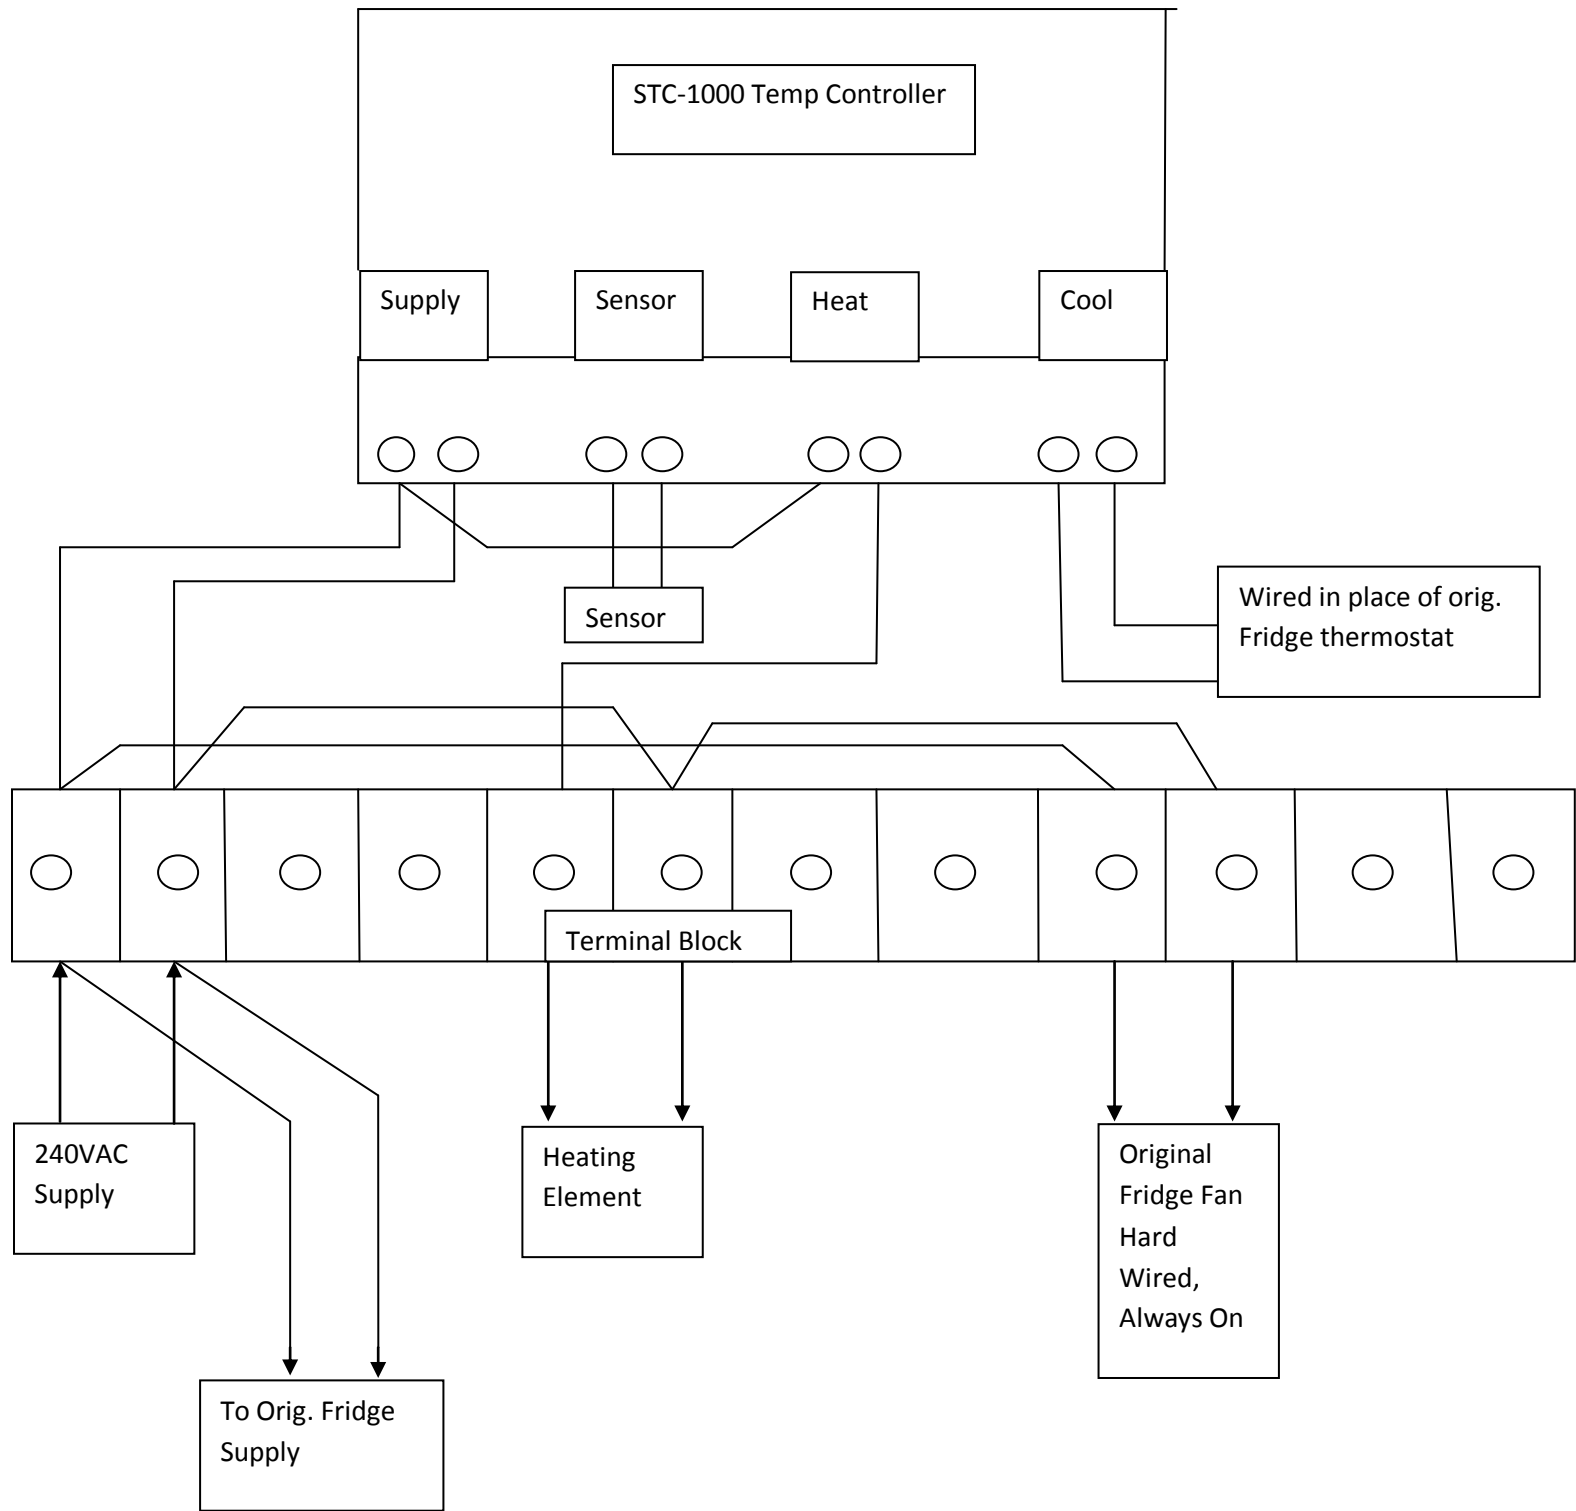 STC-1000 Temp Controller
Supply
Sensor
Heat
Cool
Sensor
Wired in place of orig.
Fridge thermostat
Terminal Block
240VAC
Supply
Heating
Element
Original
Fridge Fan
Hard
Wired,
Always On
To Orig. Fridge
Supply